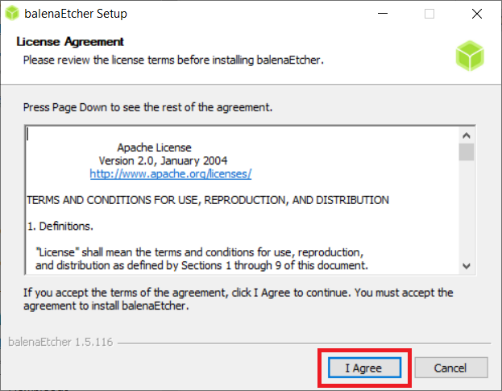 balenaEtcher Setup
License Agreement
Please review the license terms before installing balenaEtcher.
Press Page Down to see the rest of the agreement.
Apache License
Version 2.0, January 2004
http://www.apache.org/licenses/
TERMS AND CONDITIONS FOR USE, REPRODUCTION, AND DISTRIBUTION
1. Definitions.
"License" shall mean the terms and conditions for use, reproduction,
and distribution as defined by Sections 1 through 9 of this document.
If you accept the terms of the agreement, click I Agree to continue. You must accept the
agreement to install balenaEtcher.
balenaEtcher 1.5.116
I Agree
Cancel